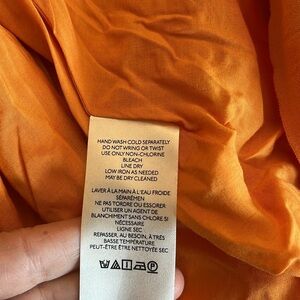 HAND WASH COLD SEPARATELY
DO NOT WRING OR TWIST
USE ONLY NON-CHLORINE
BLEACH
LINE DRY
LOW IRON AS NEEDED
MAY BE DRY CLEANED
LAVER À LA MAIN À L'EAU FROIDE
SÉPARÉMEN
NE PAS TORDRE OU ESSORER
UTILISER UN AGENT DE
BLANCHIMENT SANS CHLORE SI
NÉCESSAIRE
LIGNE SEC
REPASSER, AU BESOIN, À TRÈS
BASSE TEMPÉRATURE
PEUT-ÊTRE ÊTRE NETTOYÉE SEC